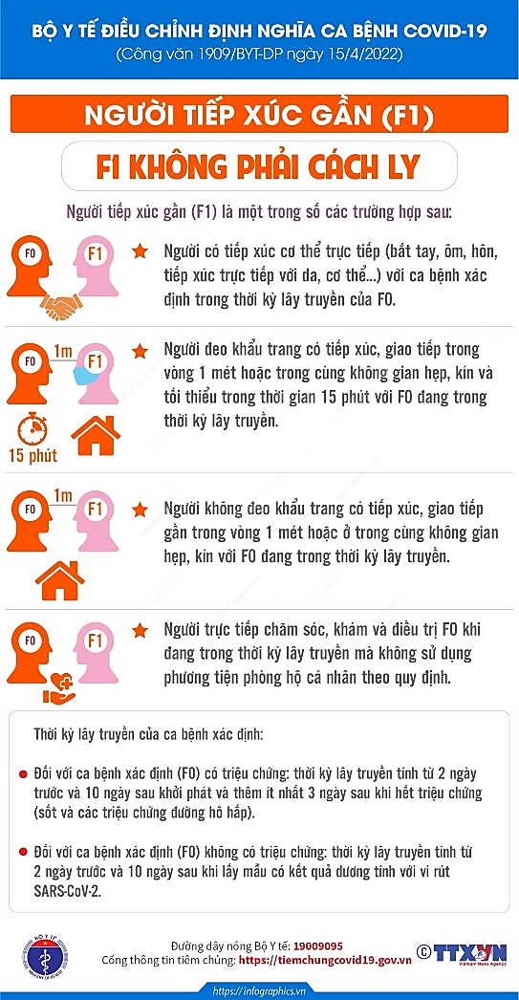 BỘ Y TẾ ĐIỀU CHỈNH ĐỊNH NGHĨA CA BỆNH COVID-19
(Công văn 1909/BYT-DP ngày 15/4/2022)
NGƯỜI TIẾP XÚC GẦN (F1)
F1 KHÔNG PHẢI CÁCH LY
Người tiếp xúc gần (F1) là một trong số các trường hợp sau:
F0 F1
Người có tiếp xúc cơ thể trực tiếp (bắt tay, ôm, hôn,
tiếp xúc trực tiếp với da, cơ thể...) với ca bệnh xác
định trong thời kỳ lây truyền của F0.
F0 1m F1
15 phút
Người đeo khẩu trang có tiếp xúc, giao tiếp trong
vòng 1 mét hoặc trong cùng không gian hẹp, kín và
tối thiểu trong thời gian 15 phút với F0 đang trong
thời kỳ lây truyền.
F0 1m F1
Người không đeo khẩu trang có tiếp xúc, giao tiếp
gần trong vòng 1 mét hoặc ở trong cùng không gian
hẹp, kín với F0 đang trong thời kỳ lây truyền.
F0 F1
Người trực tiếp chăm sóc, khám và điều trị F0 khi
đang trong thời kỳ lây truyền mà không sử dụng
phương tiện phòng hộ cá nhân theo quy định.
Thời kỳ lây truyền của ca bệnh xác định:
Đối với ca bệnh xác định (F0) có triệu chứng: thời kỳ lây truyền tính từ 2 ngày
trước và 10 ngày sau khởi phát và thêm ít nhất 3 ngày sau khi hết triệu chứng
(sốt và các triệu chứng đường hô hấp).
Đối với ca bệnh xác định (F0) không có triệu chứng: thời kỳ lây truyền tính từ
2 ngày trước và 10 ngày sau khi lấy mẫu có kết quả dương tính với vi rút
SARS-CoV-2.
BỘ Y TẾ
MINISTRY OF HEALTH
Đường dây nóng Bộ Y tế: 19009095
Cổng thông tin tiêm chủng: https://tiemchungcovid19.gov.vn
© TTXVN
Vietnam News Agency
https://infographics.vn